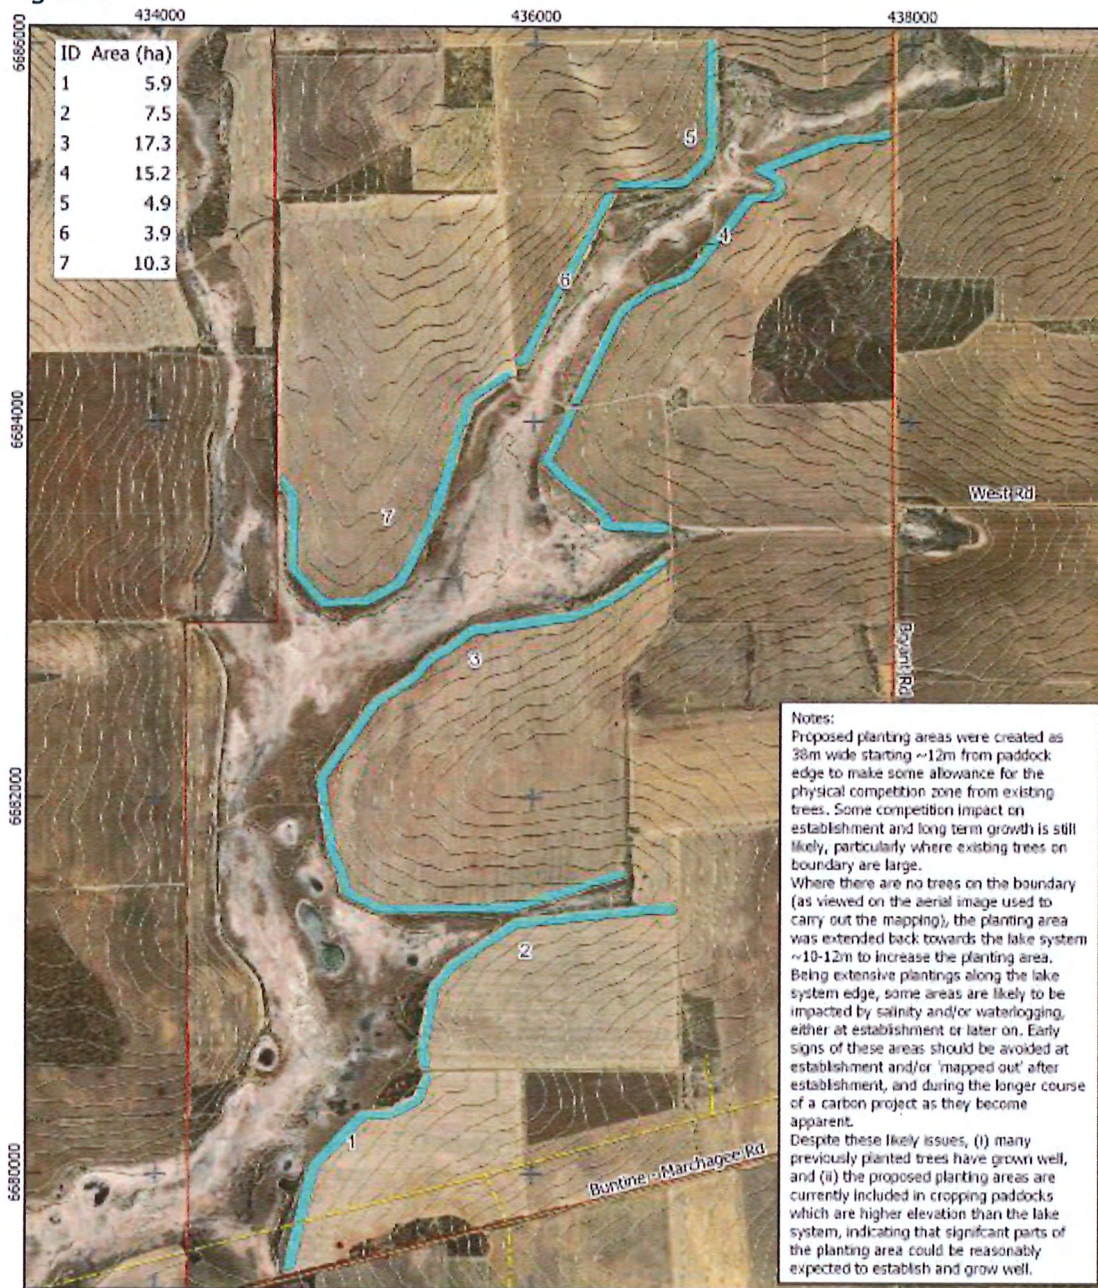 434000 436000 438000
6686000
ID Area (ha)
1 5.9
2 7.5
3 17.3
4 15.2
5 4.9
6 3.9
7 10.3
5
4
6
6684000
7
West Rd
3
Bryant Rd
6682000
2
1
6680000
Buntine - Marchagee Rd
Notes:
Proposed planting areas were created as
38m wide starting ~12m from paddock
edge to make some allowance for the
physical competition zone from existing
trees. Some competition impact on
establishment and long term growth is still
likely, particularly where existing trees on
boundary are large.
Where there are no trees on the boundary
(as viewed on the aerial image used to
carry out the mapping), the planting area
was extended back towards the lake system
~10-12m to increase the planting area.
Being extensive plantings along the lake
system edge, some areas are likely to be
impacted by salinity and/or waterlogging,
either at establishment or later on. Early
signs of these areas should be avoided at
establishment and/or 'mapped out' after
establishment, and during the longer course
of a carbon project as they become
apparent.
Despite these likely issues, (i) many
previously planted trees have grown well,
and (ii) the proposed planting areas are
currently included in cropping paddocks
which are higher elevation than the lake
system, indicating that signifcant parts of
the planting area could be reasonably
expected to establish and grow well.